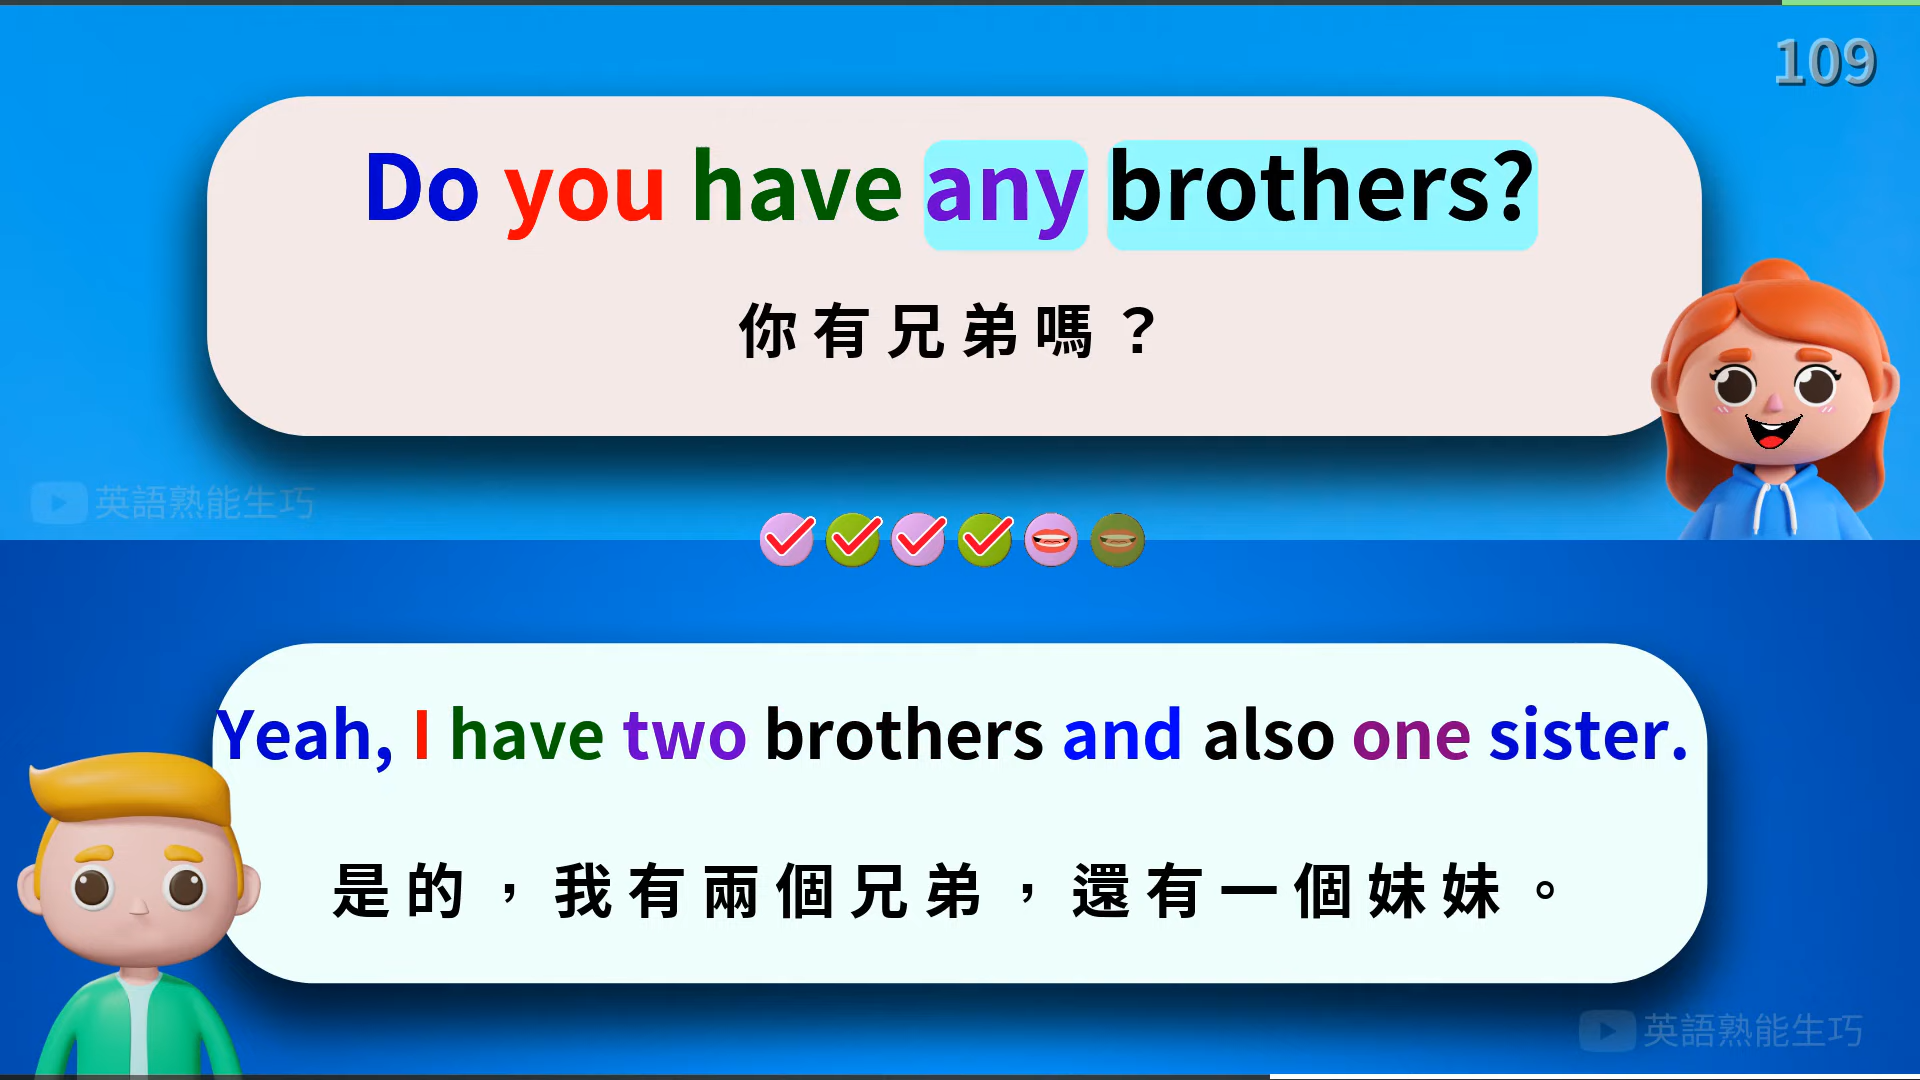 109
Do you have any brothers?
你有兄弟嗎？
英語熟能生巧
Yeah, I have two brothers and also one sister.
是的，我有兩個兄弟，還有一個妹妹。
英語熟能生巧